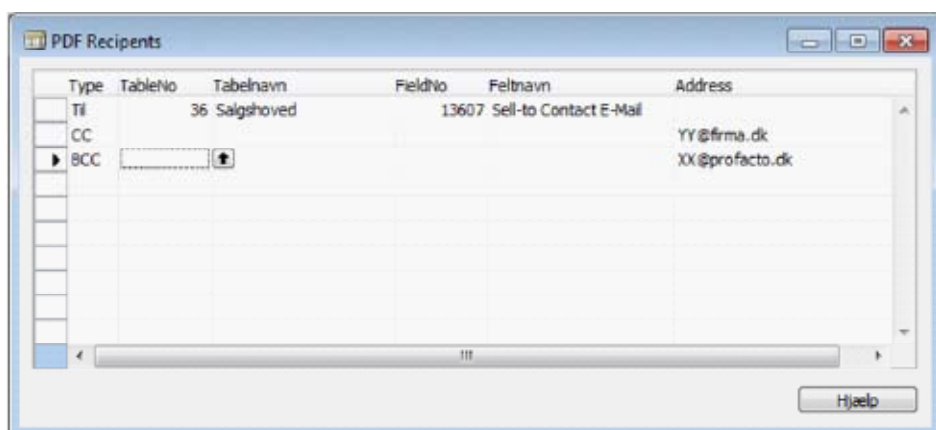 PDF Recipents
Type TableNo Tabelnavn FieldNo Feltnavn Address
Til 36 Salgshoved 13607 Sell-to Contact E-Mail
CC YY@firma.dk
BCC XX@profacto.dk
Hjælp